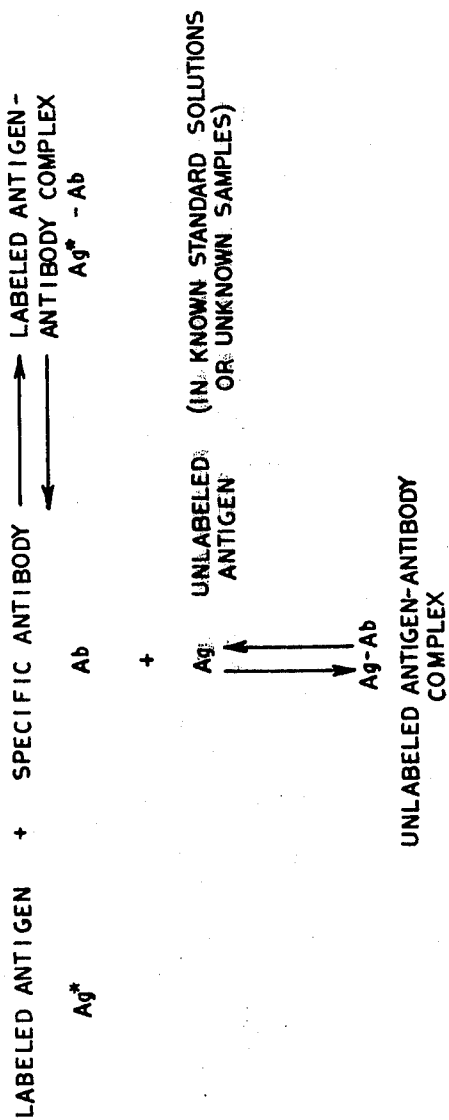 LABELED ANTIGEN + SPECIFIC ANTIBODY
LABELED ANTIGEN-
ANTIBODY COMPLEX
Ag* Ab Ag* - Ab
+
Ag UNLABELED (IN KNOWN STANDARD SOLUTIONS
ANTIGEN OR UNKNOWN SAMPLES)
Ag-Ab
UNLABELED ANTIGEN-ANTIBODY
COMPLEX